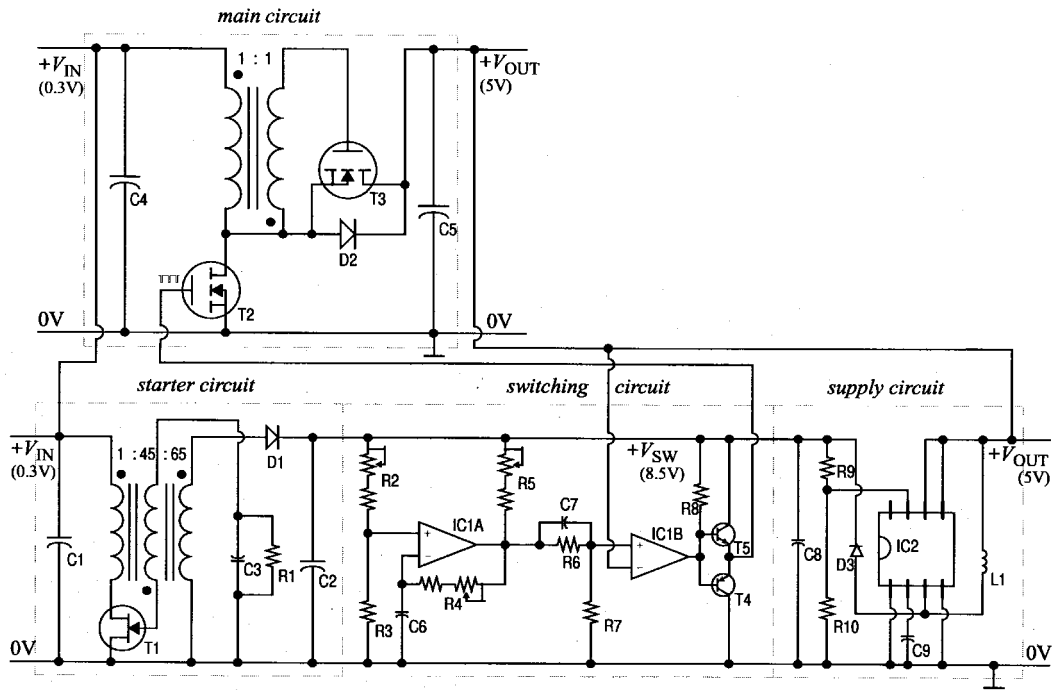 main circuit
+VIN
(0.3V)
1 : 1
+VOUT
(5V)
C4
T3
C5
D2
T2
0V
0V
starter circuit
switching circuit
supply circuit
+VIN
(0.3V)
1 : 45 : 65
D1
R2
R5
+VSW
(8.5V)
R9
+VOUT
(5V)
R8
C7
IC1A
IC1B
T5
IC2
C1
C3
R1
C2
R6
C8
D3
L1
R4
T4
R3
C6
R7
R10
C9
T1
0V
0V